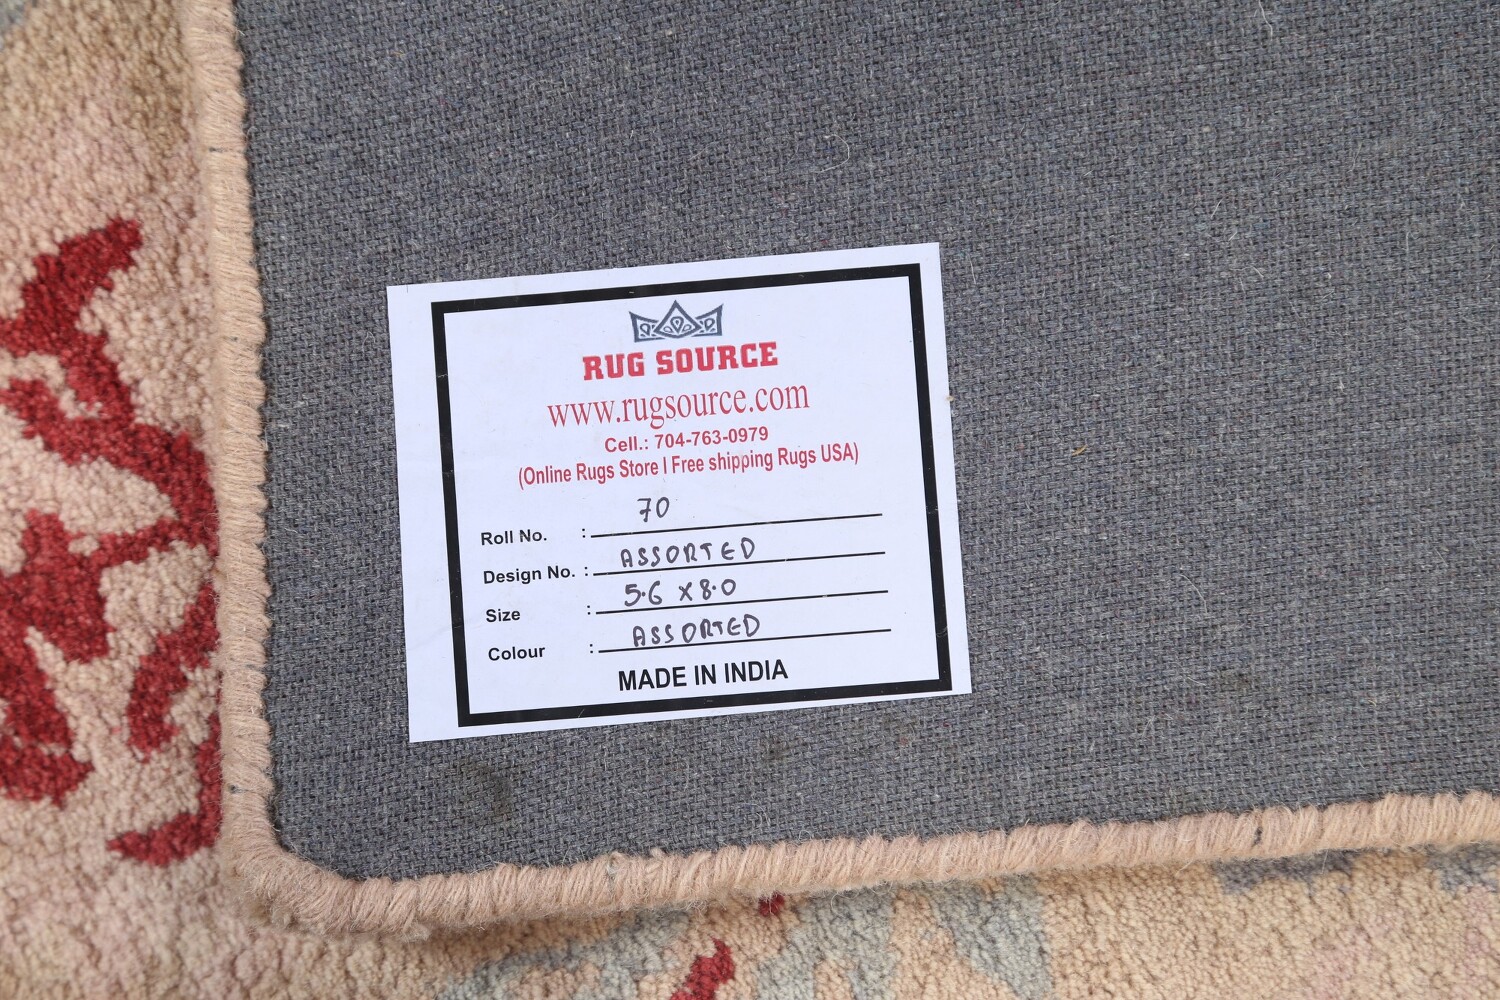 RUG SOURCE
www.rugsource.com
Cell.: 704-763-0979
(Online Rugs Store | Free shipping Rugs USA)
Roll No. : 70
Design No. : ASSORTED
Size : 5.6 x 8.0
Colour : ASSORTED
MADE IN INDIA